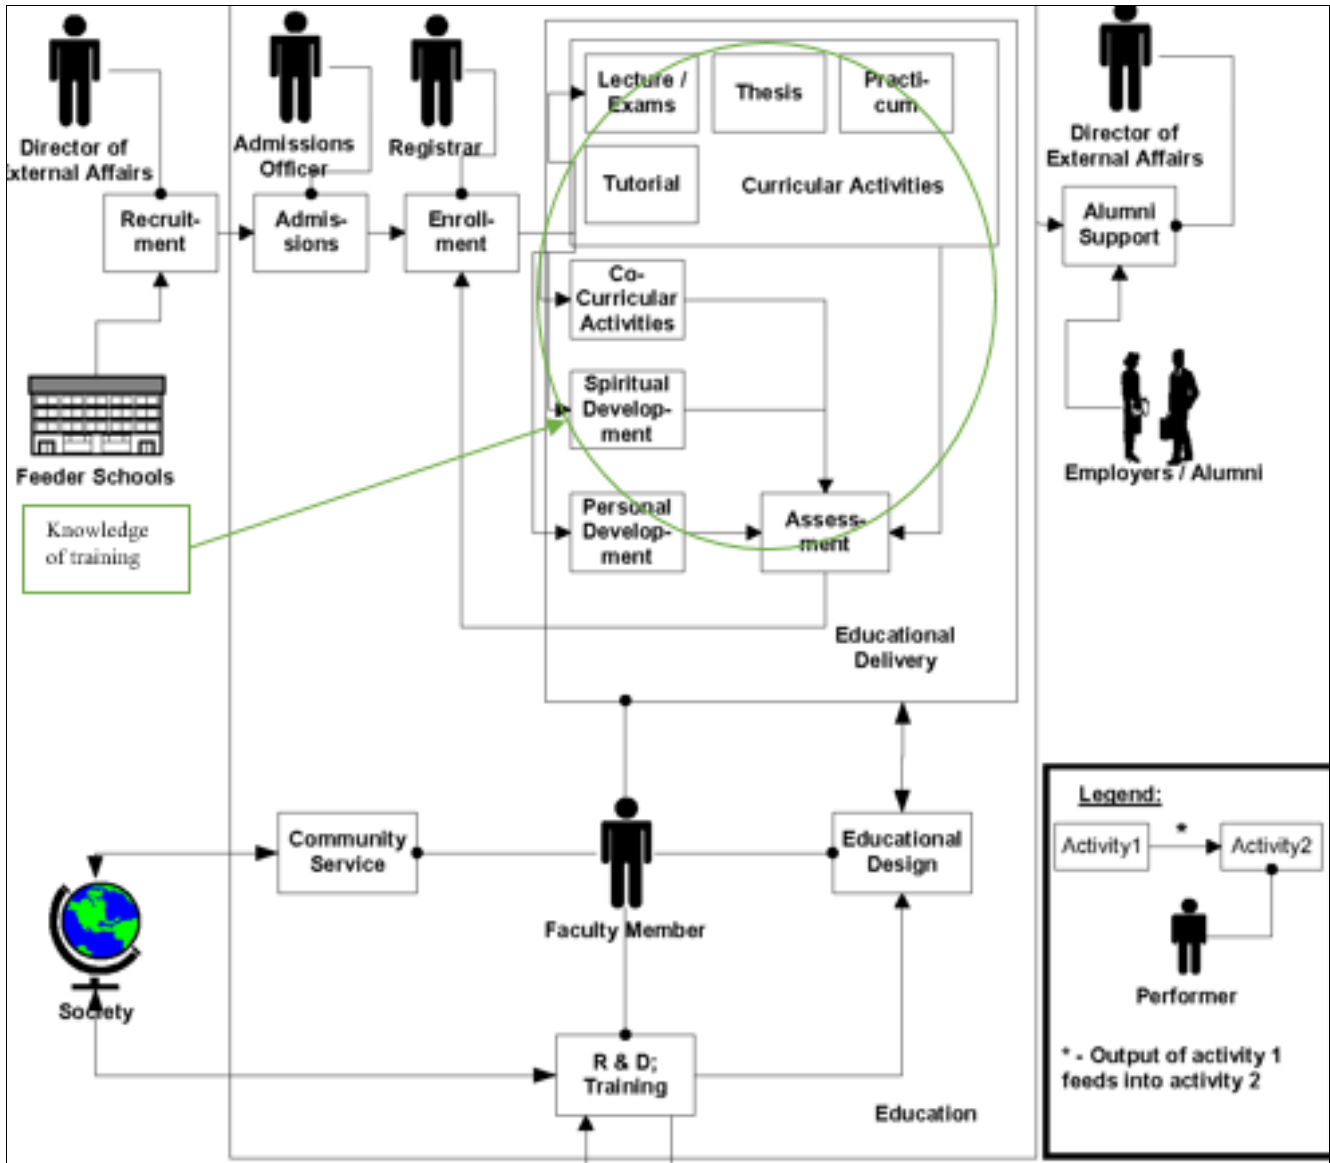 Director of
External Affairs
Admissions
Officer
Registrar
Recruit-
ment
Admis-
sions
Enroll-
ment
Lecture /
Exams
Thesis
Practi-
cum
Tutorial
Curricular Activities
Co-
Curricular
Activities
Spiritual
Develop-
ment
Personal
Develop-
ment
Assess-
ment
Educational
Delivery
Director of
External Affairs
Alumni
Support
Employers / Alumni
Feeder Schools
Knowledge
of training
Community
Service
Faculty Member
Educational
Design
Society
R & D;
Training
Education
Legend:
Activity1
*
Activity2
Performer
* - Output of activity 1
feeds into activity 2